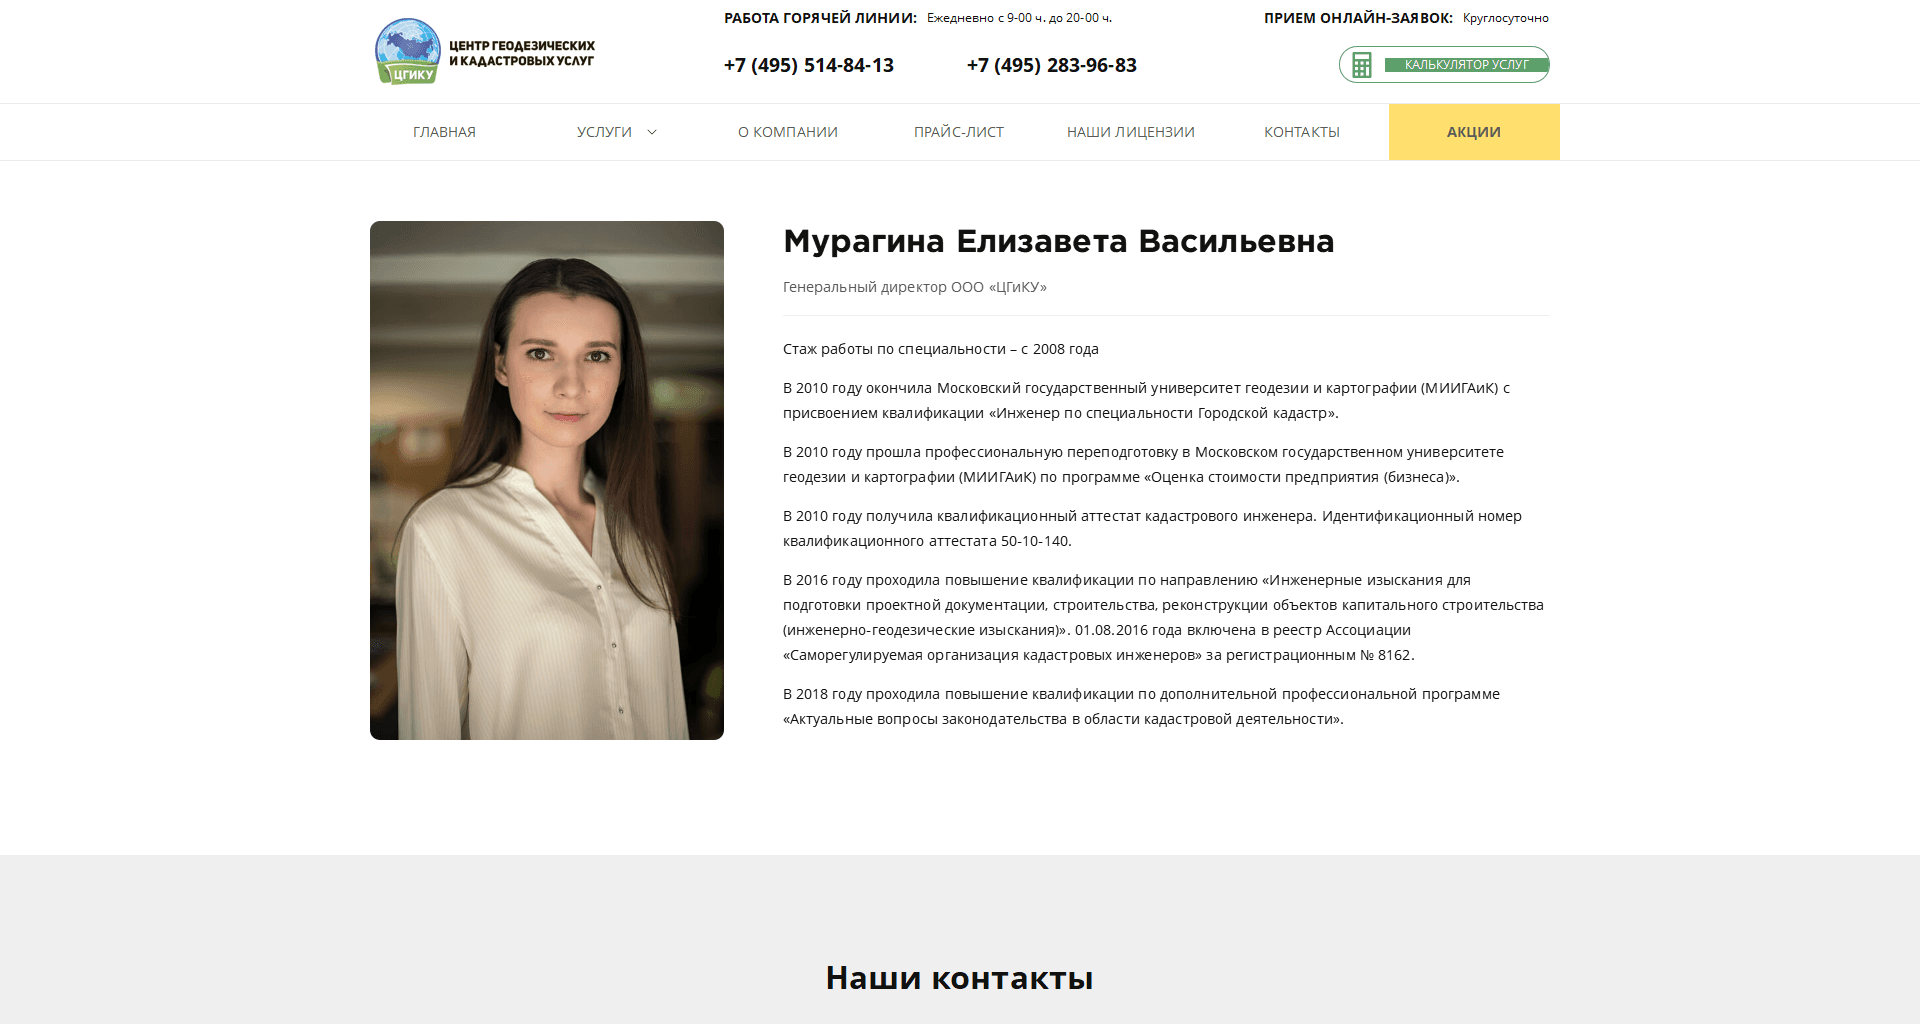 ЦГИКУ
ЦЕНТР ГЕОДЕЗИЧЕСКИХ
И КАДАСТРОВЫХ УСЛУГ
РАБОТА ГОРЯЧЕЙ ЛИНИИ: Ежедневно с 9-00 ч. до 20-00 ч.
ПРИЕМ ОНЛАЙН-ЗАЯВОК: Круглосуточно
+7 (495) 514-84-13
+7 (495) 283-96-83
КАЛЬКУЛЯТОР УСЛУГ
ГЛАВНАЯ
УСЛУГИ
О КОМПАНИИ
ПРАЙС-ЛИСТ
НАШИ ЛИЦЕНЗИИ
КОНТАКТЫ
АКЦИИ
Мурагина Елизавета Васильевна
Генеральный директор ООО «ЦГиКУ»
Стаж работы по специальности – с 2008 года
В 2010 году окончила Московский государственный университет геодезии и картографии (МИИГАиК) с
присвоением квалификации «Инженер по специальности Городской кадастр».
В 2010 году прошла профессиональную переподготовку в Московском государственном университете
геодезии и картографии (МИИГАиК) по программе «Оценка стоимости предприятия (бизнеса)».
В 2010 году получила квалификационный аттестат кадастрового инженера. Идентификационный номер
квалификационного аттестата 50-10-140.
В 2016 году проходила повышение квалификации по направлению «Инженерные изыскания для
подготовки проектной документации, строительства, реконструкции объектов капитального строительства
(инженерно-геодезические изыскания)». 01.08.2016 года включена в реестр Ассоциации
«Саморегулируемая организация кадастровых инженеров» за регистрационным № 8162.
В 2018 году проходила повышение квалификации по дополнительной профессиональной программе
«Актуальные вопросы законодательства в области кадастровой деятельности».
Наши контакты